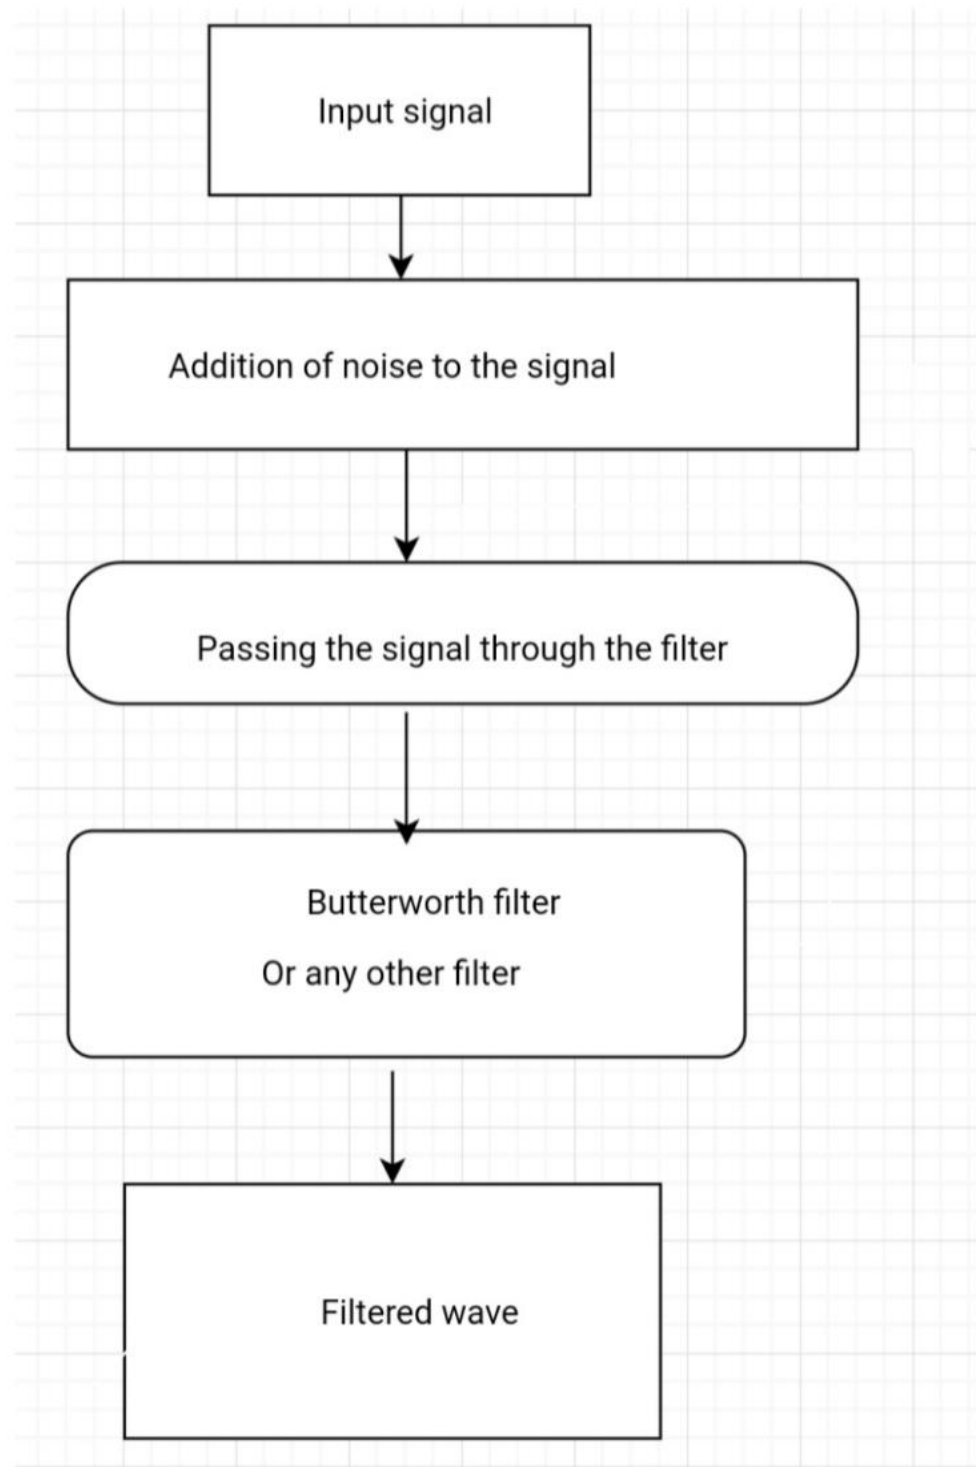 Input signal
Addition of noise to the signal
Passing the signal through the filter
Butterworth filter
Or any other filter
Filtered wave